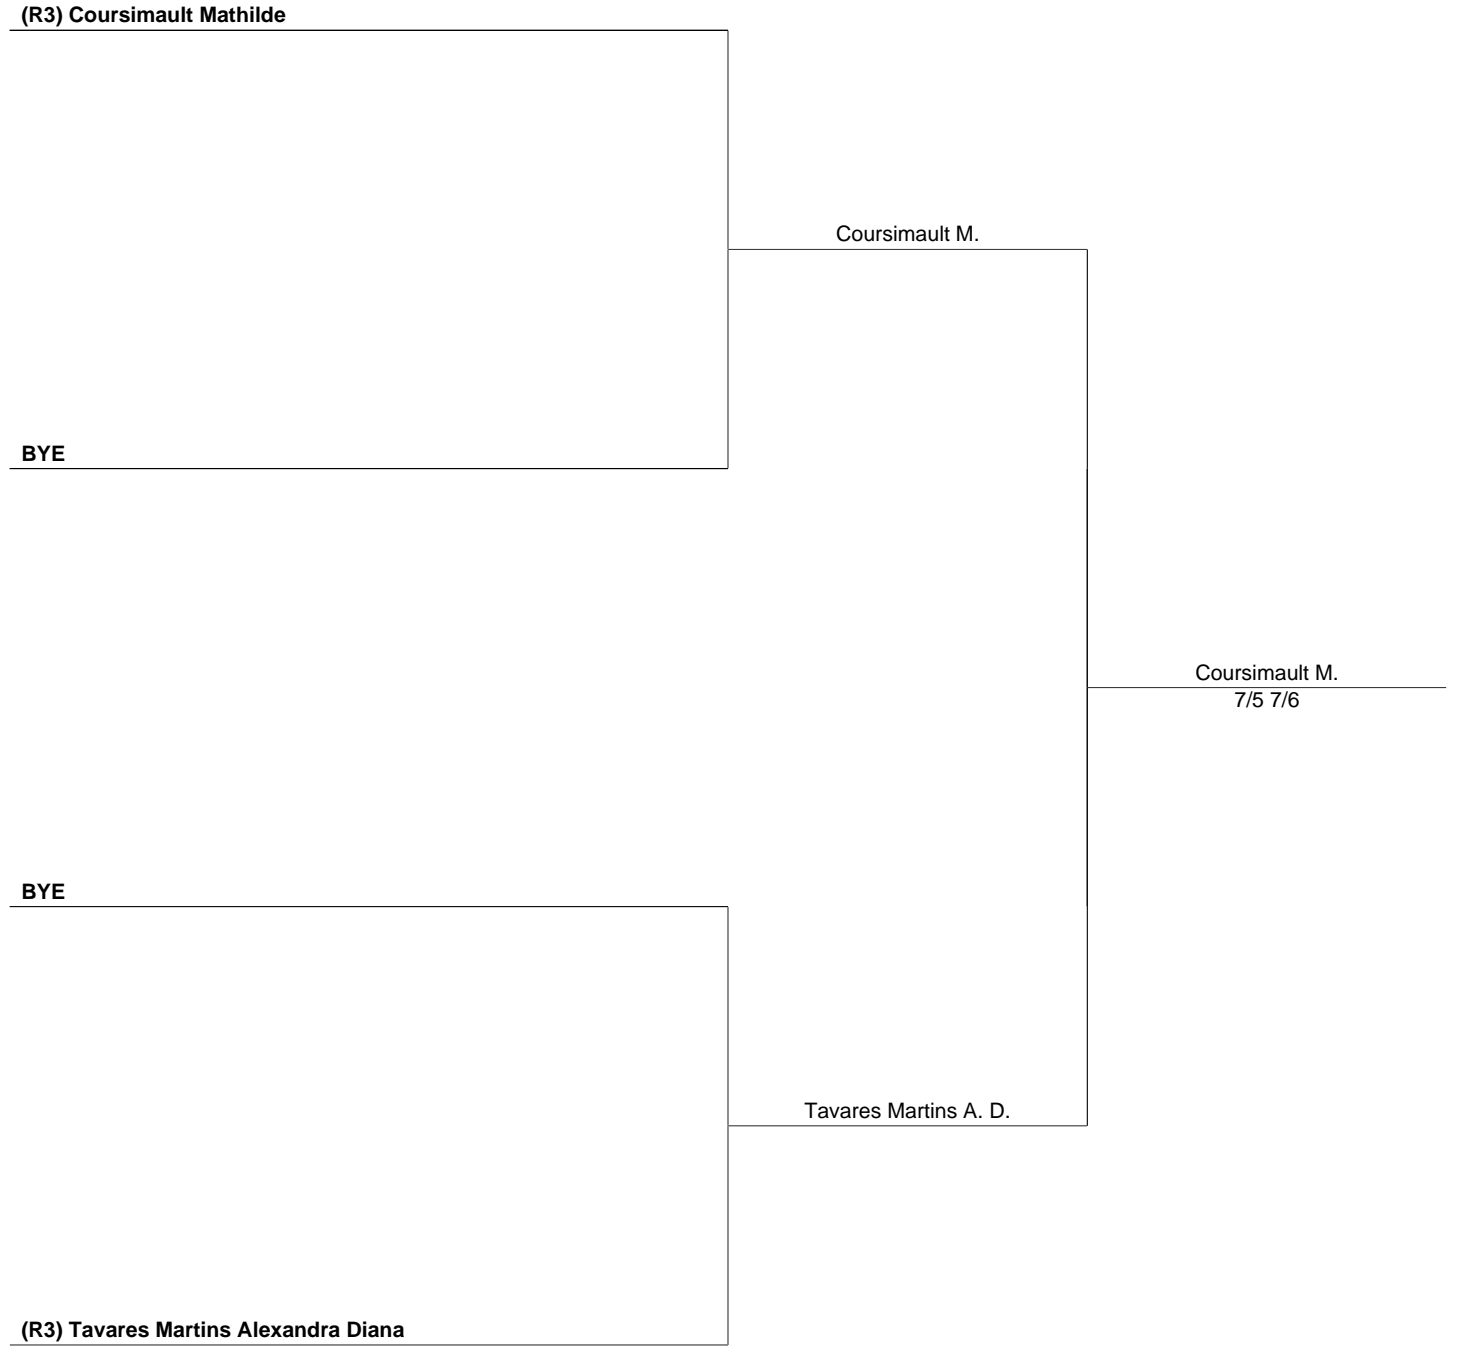 (R3) Coursimault Mathilde
Coursimault M.
BYE
Coursimault M.
7/5 7/6
BYE
Tavares Martins A. D.
(R3) Tavares Martins Alexandra Diana